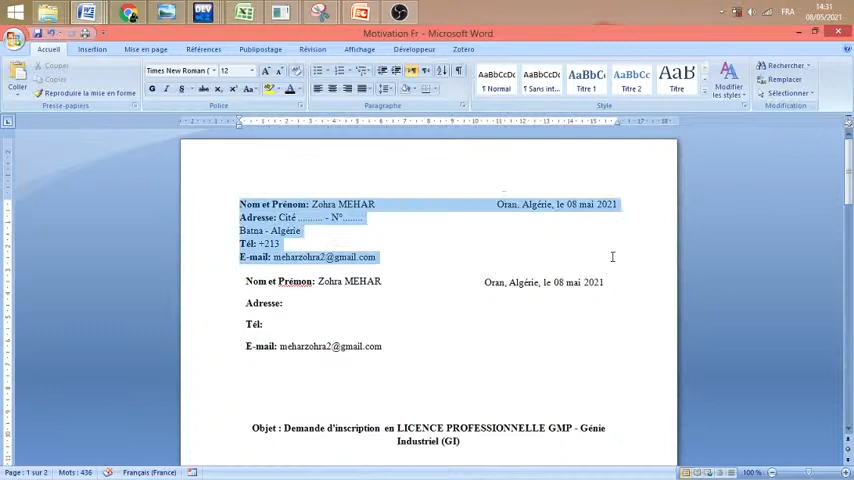 14:31
FRA
08/05/2021
Motivation Fr - Microsoft Word
Accueil Insertion Mise en page Références Publipostage Révision Affichage Développeur Zotero
Couper
Copier
Reproduire la mise en forme
Coller
Presse-papiers
Times New Roman ( 12
Police
Paragraphe
AaBbCcDc AaBbCcDc AaBbC AaBbCc AaB
¶ Normal ¶ Sans int... Titre 1 Titre 2 Titre
Modifier les styles
Style
Rechercher
Remplacer
Sélectionner
Modification
Nom et Prénom: Zohra MEHAR Oran, Algérie, le 08 mai 2021
Adresse: Cité .......... - N°........
Batna - Algérie
Tél: +213
E-mail: meharzohra2@gmail.com
Nom et Prémon: Zohra MEHAR Oran, Algérie, le 08 mai 2021
Adresse:
Tél:
E-mail: meharzohra2@gmail.com
Objet : Demande d'inscription en LICENCE PROFESSIONNELLE GMP - Génie
Industriel (GI)
Page : 1 sur 2 Mots : 436 Français (France) 100 %